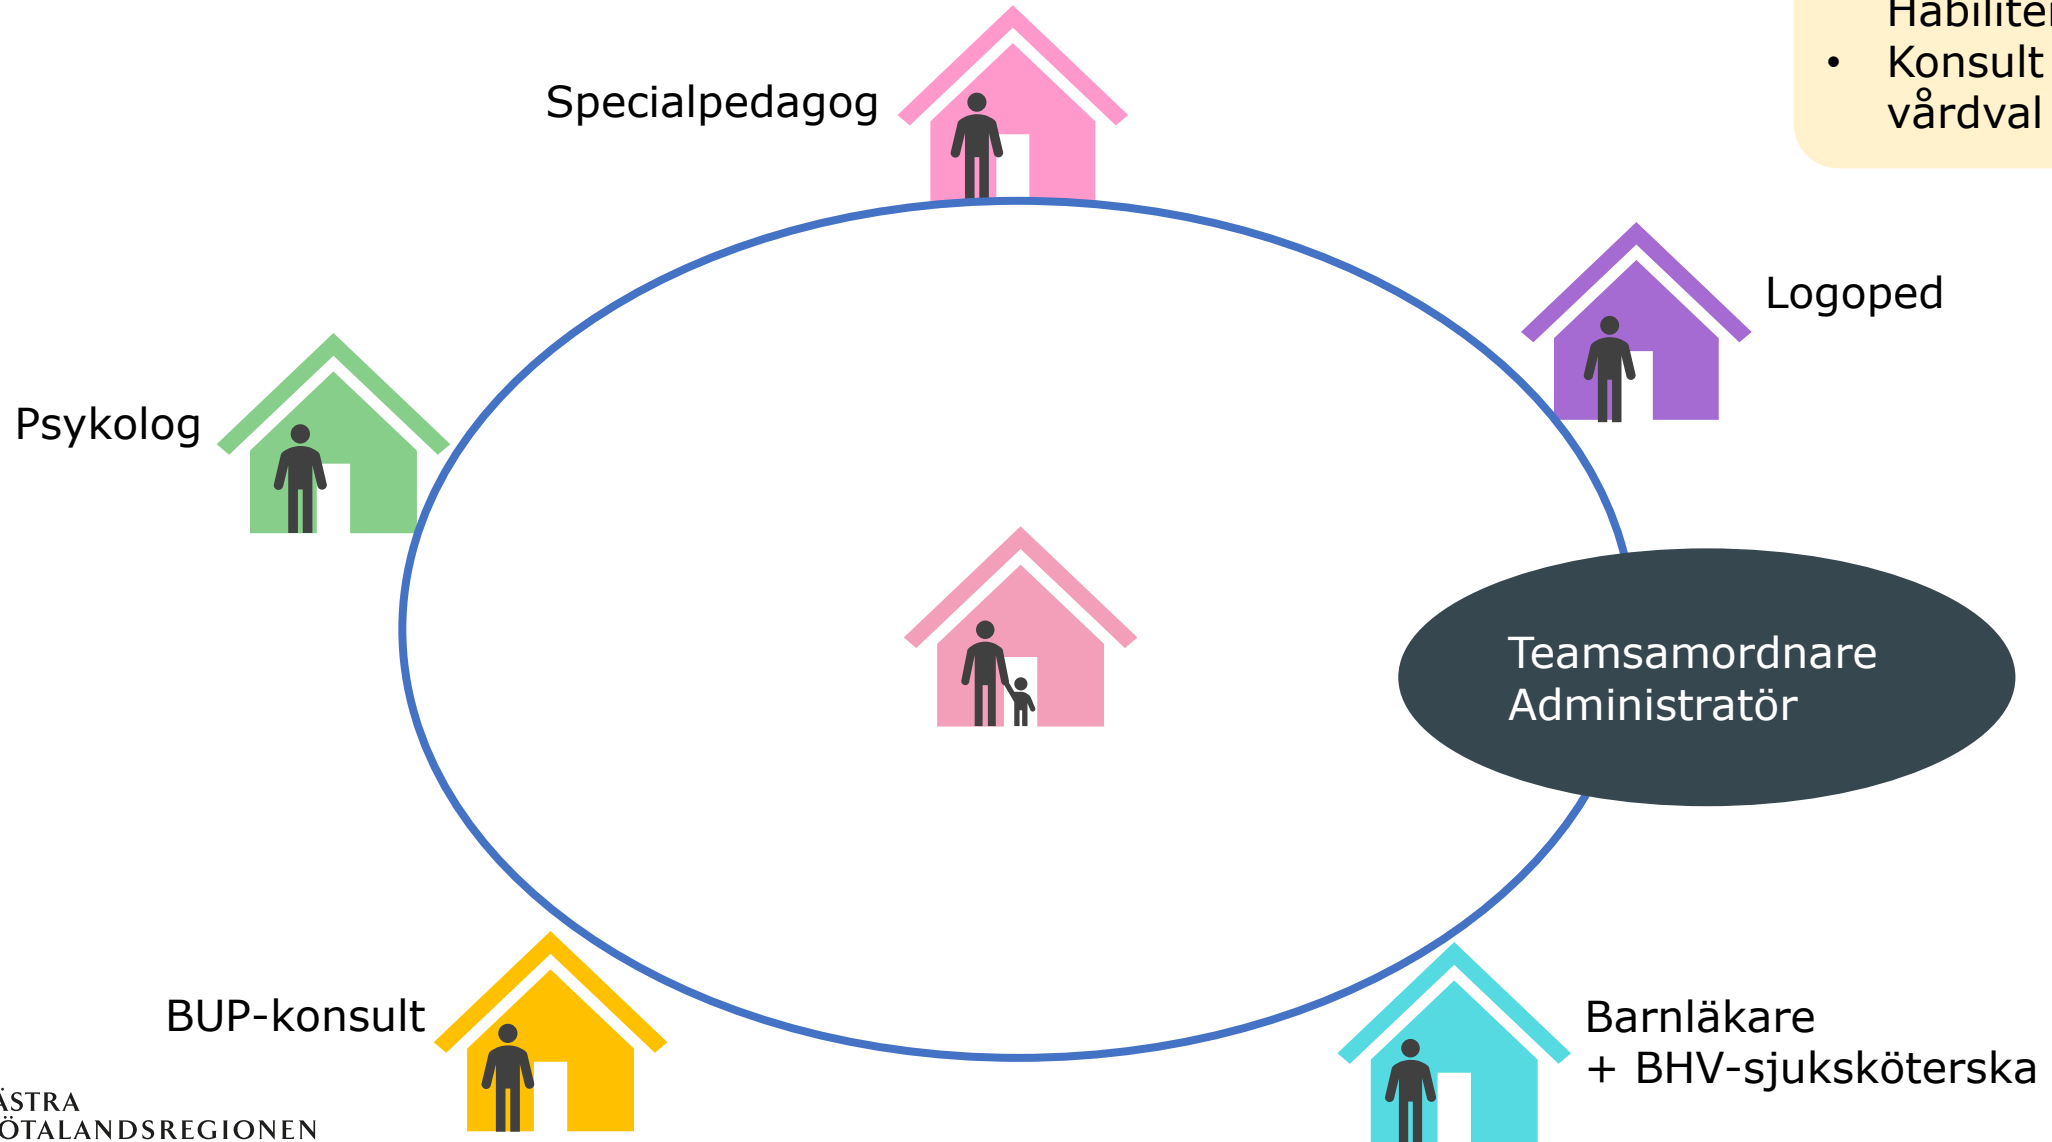 Specialpedagog
• Konsult
vårdval
Logoped
Psykolog
Teamsamordnare
Administratör
BUP-konsult
Barnläkare
+ BHV-sjuksköterska